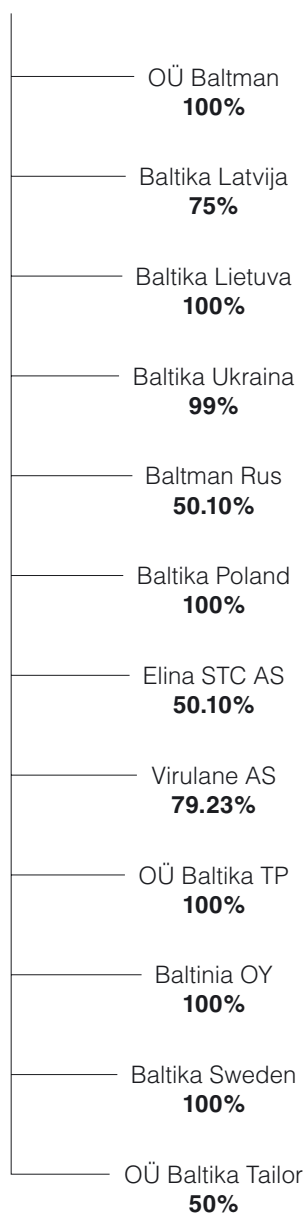 OÜ Baltman
100%
Baltika Latvija
75%
Baltika Lietuva
100%
Baltika Ukraina
99%
Baltman Rus
50.10%
Baltika Poland
100%
Elina STC AS
50.10%
Virulane AS
79.23%
OÜ Baltika TP
100%
Baltinia OY
100%
Baltika Sweden
100%
OÜ Baltika Tailor
50%